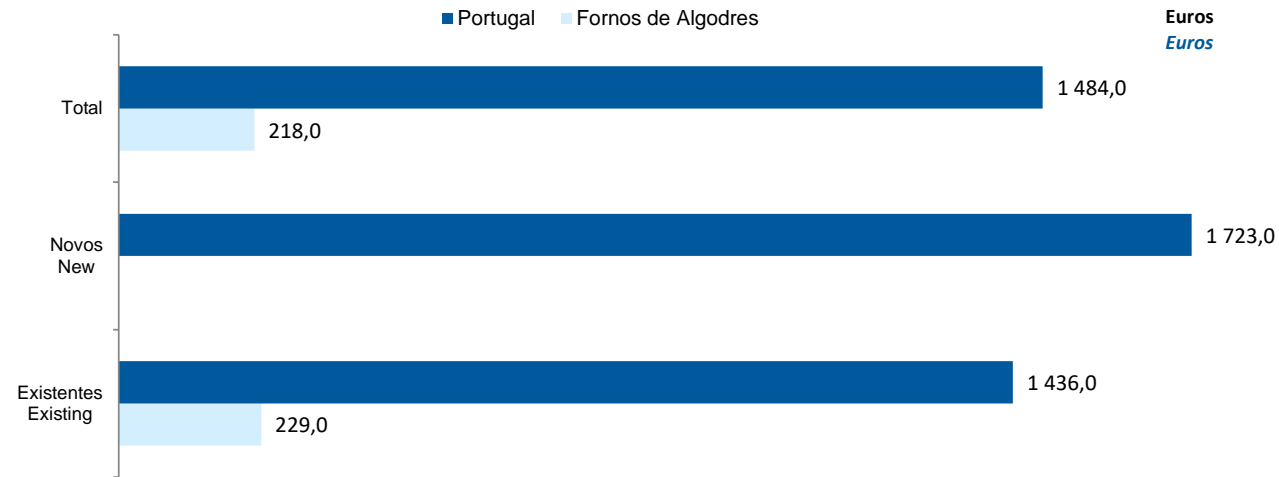 Portugal Fornos de Algodres
Euros
Euros
Total
1 484,0
218,0
Novos
New
1 723,0
Existentes
Existing
1 436,0
229,0